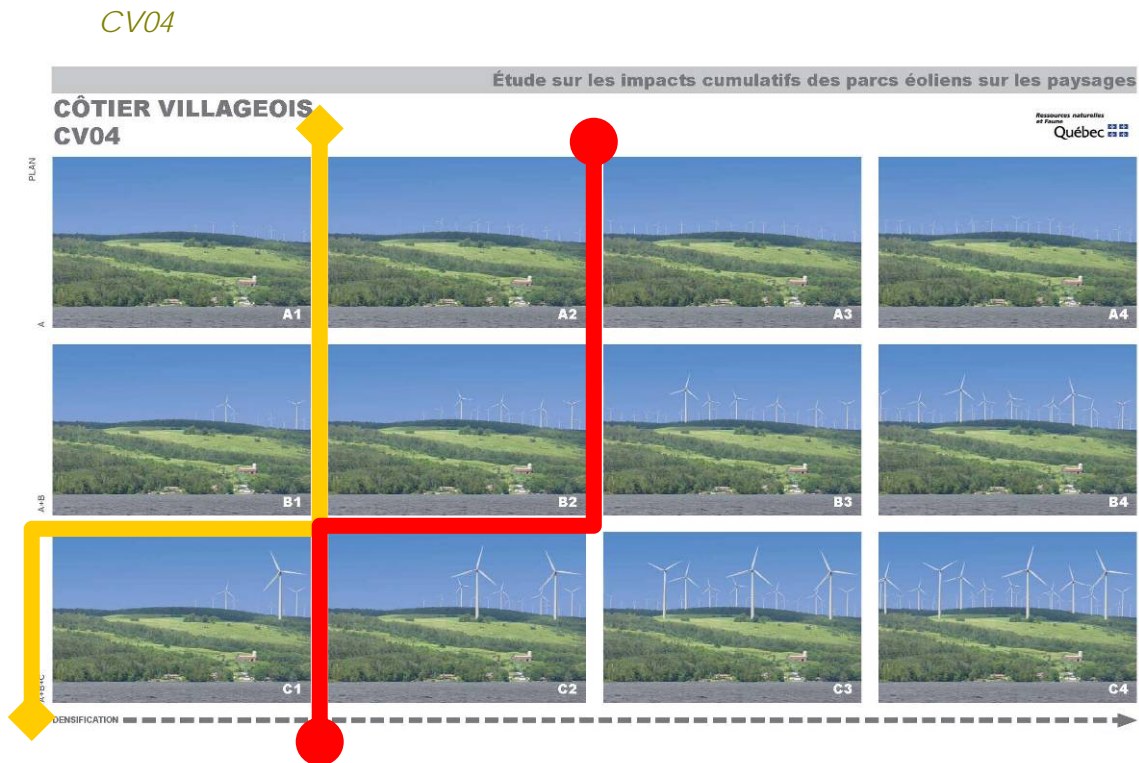 CV04
Étude sur les impacts cumulatifs des parcs éoliens sur les paysages
CÔTIER VILLAGEOIS
CV04
Ressources naturelles
et Faune
Québec
PLAN
A
A1
A2
A3
A4
A+B
B1
B2
B3
B4
A+B+C
C1
C2
C3
C4
DENSIFICATION